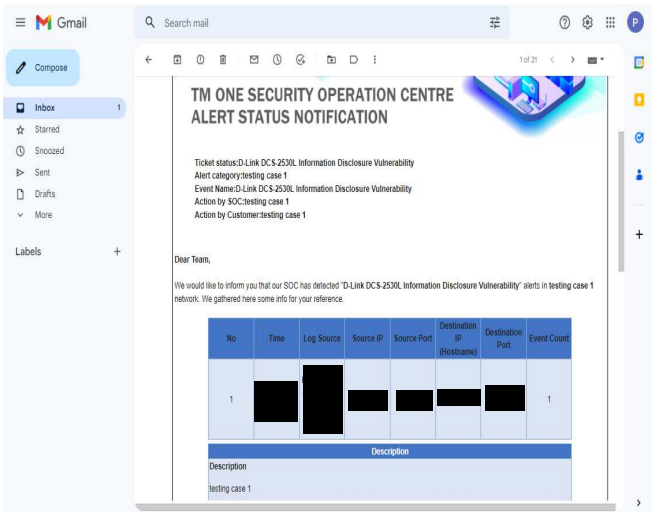 Gmail
Search mail
P
Compose
1 of 21
Inbox 1
Starred
Snoozed
Sent
Drafts
More
Labels
TM ONE SECURITY OPERATION CENTRE
ALERT STATUS NOTIFICATION
Ticket status:D-Link DCS-2530L Information Disclosure Vulnerability
Alert category:testing case 1
Event Name:D-Link DCS-2530L Information Disclosure Vulnerability
Action by SOC:testing case 1
Action by Customer:testing case 1
Dear Team,
We would like to inform you that our SOC has detected "D-Link DCS-2530L Information Disclosure Vulnerability" alerts in testing case 1
network. We gathered here some info for your reference.
No Time Log Source Source IP Source Port Destination IP (Hostname) Destination Port Event Count
1 1
Description
Description
testing case 1